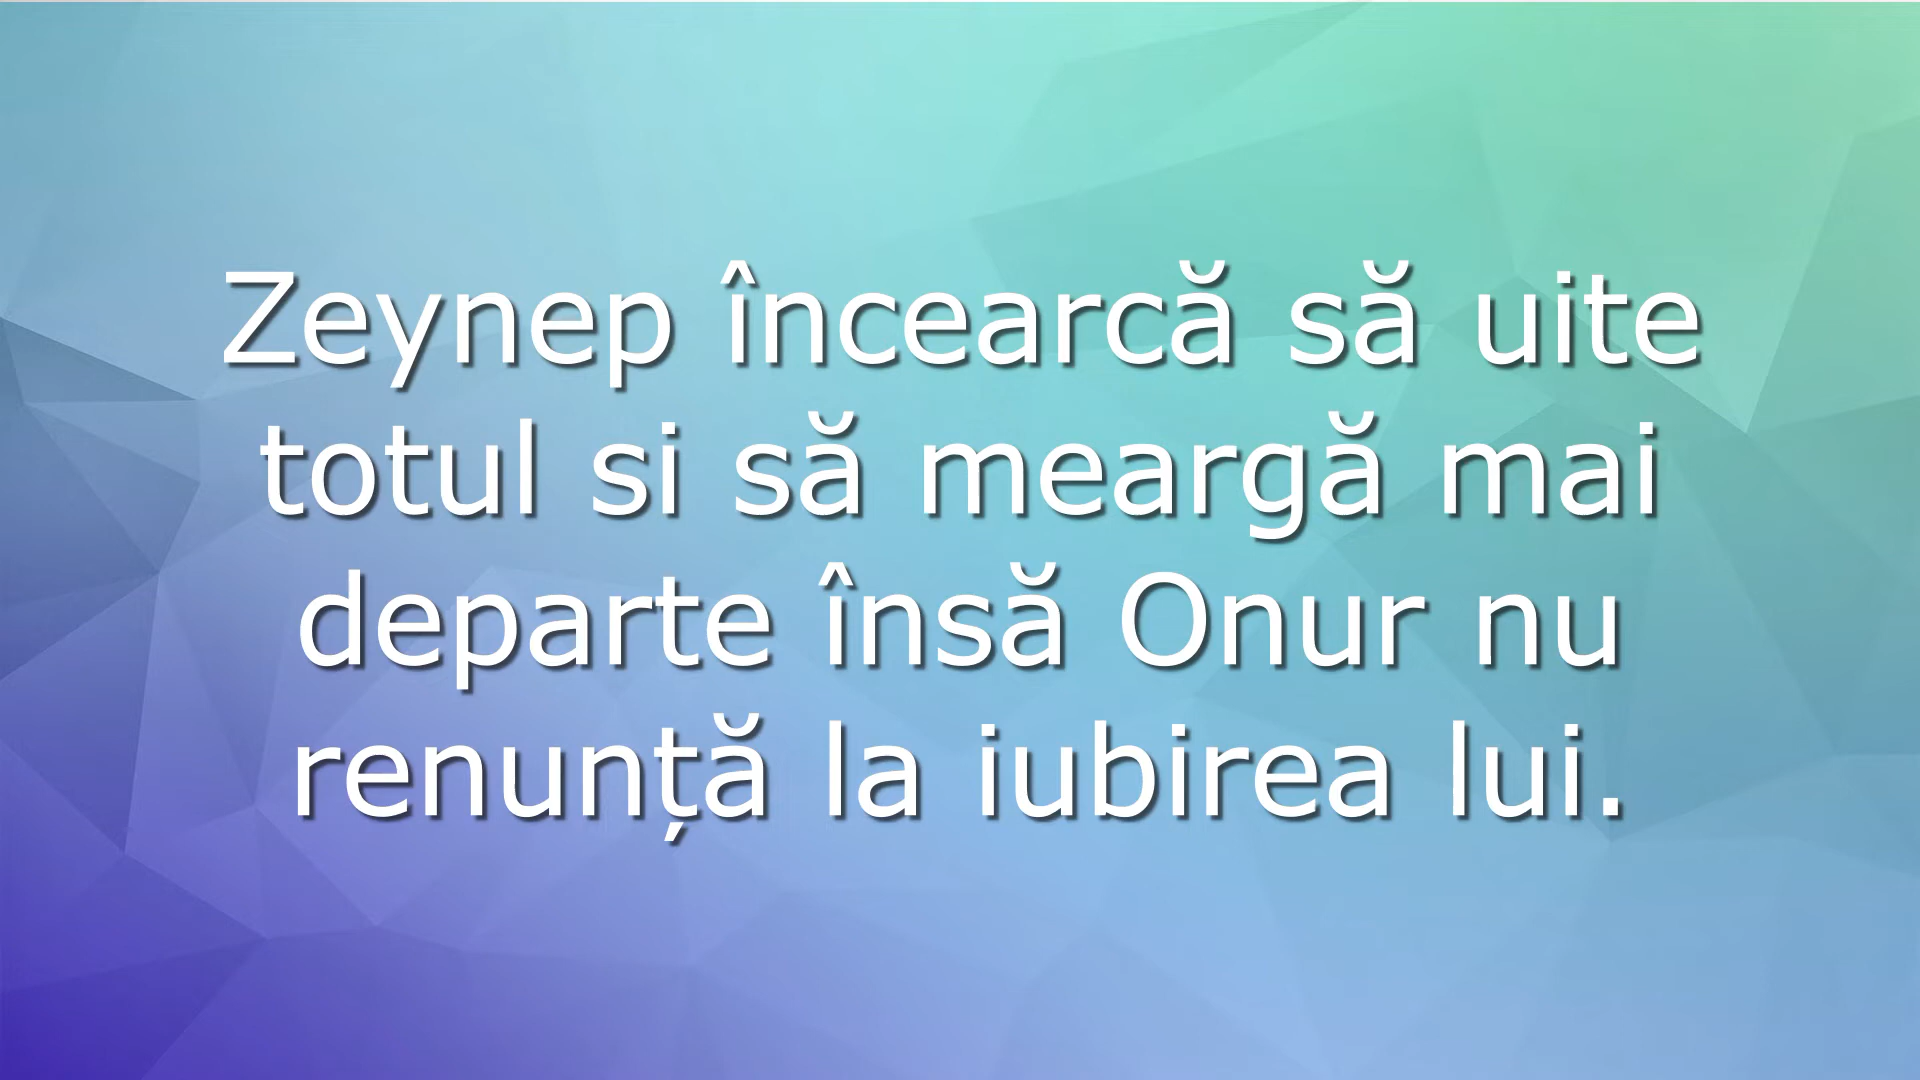 Zeynep încearcă să uite
totul si să meargă mai
departe însă Onur nu
renunță la iubirea lui.